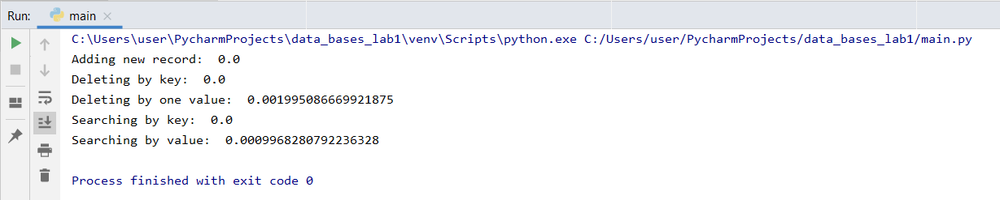 Run: main
C:\Users\user\PycharmProjects\data_bases_lab1\venv\Scripts\python.exe C:/Users/user/PycharmProjects/data_bases_lab1/main.py
Adding new record:  0.0
Deleting by key:  0.0
Deleting by one value:  0.001995086669921875
Searching by key:  0.0
Searching by value:  0.0009968280792236328
Process finished with exit code 0